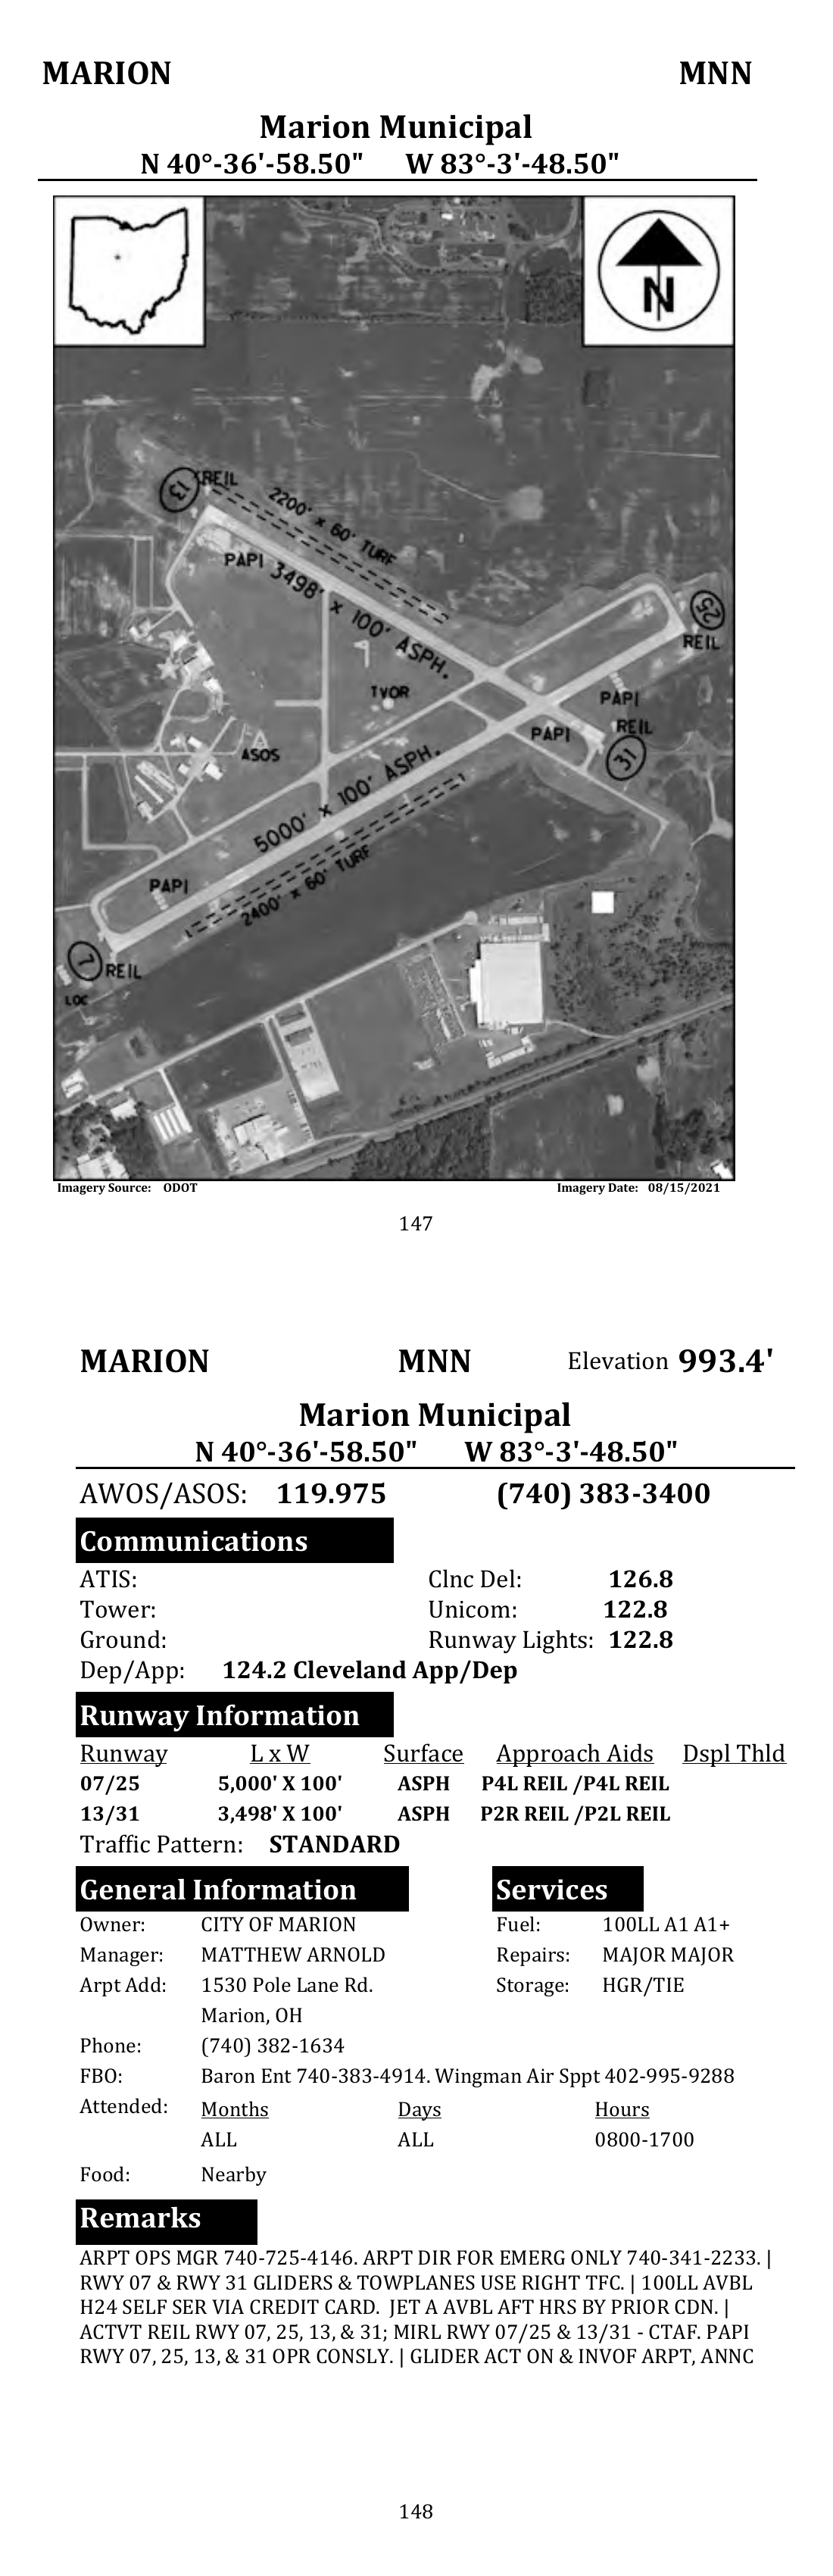 MARION MNN
Marion Municipal
N 40°-36'-58.50" W 83°-3'-48.50"
N
13
REIL
2200' x 60' TURF
PAPI
3498' x 100' ASPH.
25
REIL
TVOR
PAPI
REIL
PAPI
31
ASOS
5000' x 100' ASPH.
PAPI
2400' x 60' TURF
7
REIL
LOC
Imagery Source: ODOT Imagery Date: 08/15/2021
147
MARION MNN Elevation 993.4'
Marion Municipal
N 40°-36'-58.50" W 83°-3'-48.50"
AWOS/ASOS: 119.975 (740) 383-3400
Communications
ATIS: Clnc Del: 126.8
Tower: Unicom: 122.8
Ground: Runway Lights: 122.8
Dep/App: 124.2 Cleveland App/Dep
Runway Information
Runway L x W Surface Approach Aids Dspl Thld
07/25 5,000' X 100' ASPH P4L REIL /P4L REIL
13/31 3,498' X 100' ASPH P2R REIL /P2L REIL
Traffic Pattern: STANDARD
General Information Services
Owner: CITY OF MARION Fuel: 100LL A1 A1+
Manager: MATTHEW ARNOLD Repairs: MAJOR MAJOR
Arpt Add: 1530 Pole Lane Rd. Storage: HGR/TIE
Marion, OH
Phone: (740) 382-1634
FBO: Baron Ent 740-383-4914. Wingman Air Sppt 402-995-9288
Attended: Months Days Hours
ALL ALL 0800-1700
Food: Nearby
Remarks
ARPT OPS MGR 740-725-4146. ARPT DIR FOR EMERG ONLY 740-341-2233. |
RWY 07 & RWY 31 GLIDERS & TOWPLANES USE RIGHT TFC. | 100LL AVBL
H24 SELF SER VIA CREDIT CARD. JET A AVBL AFT HRS BY PRIOR CDN. |
ACTVT REIL RWY 07, 25, 13, & 31; MIRL RWY 07/25 & 13/31 - CTAF. PAPI
RWY 07, 25, 13, & 31 OPR CONSLY. | GLIDER ACT ON & INVOF ARPT, ANNC
148